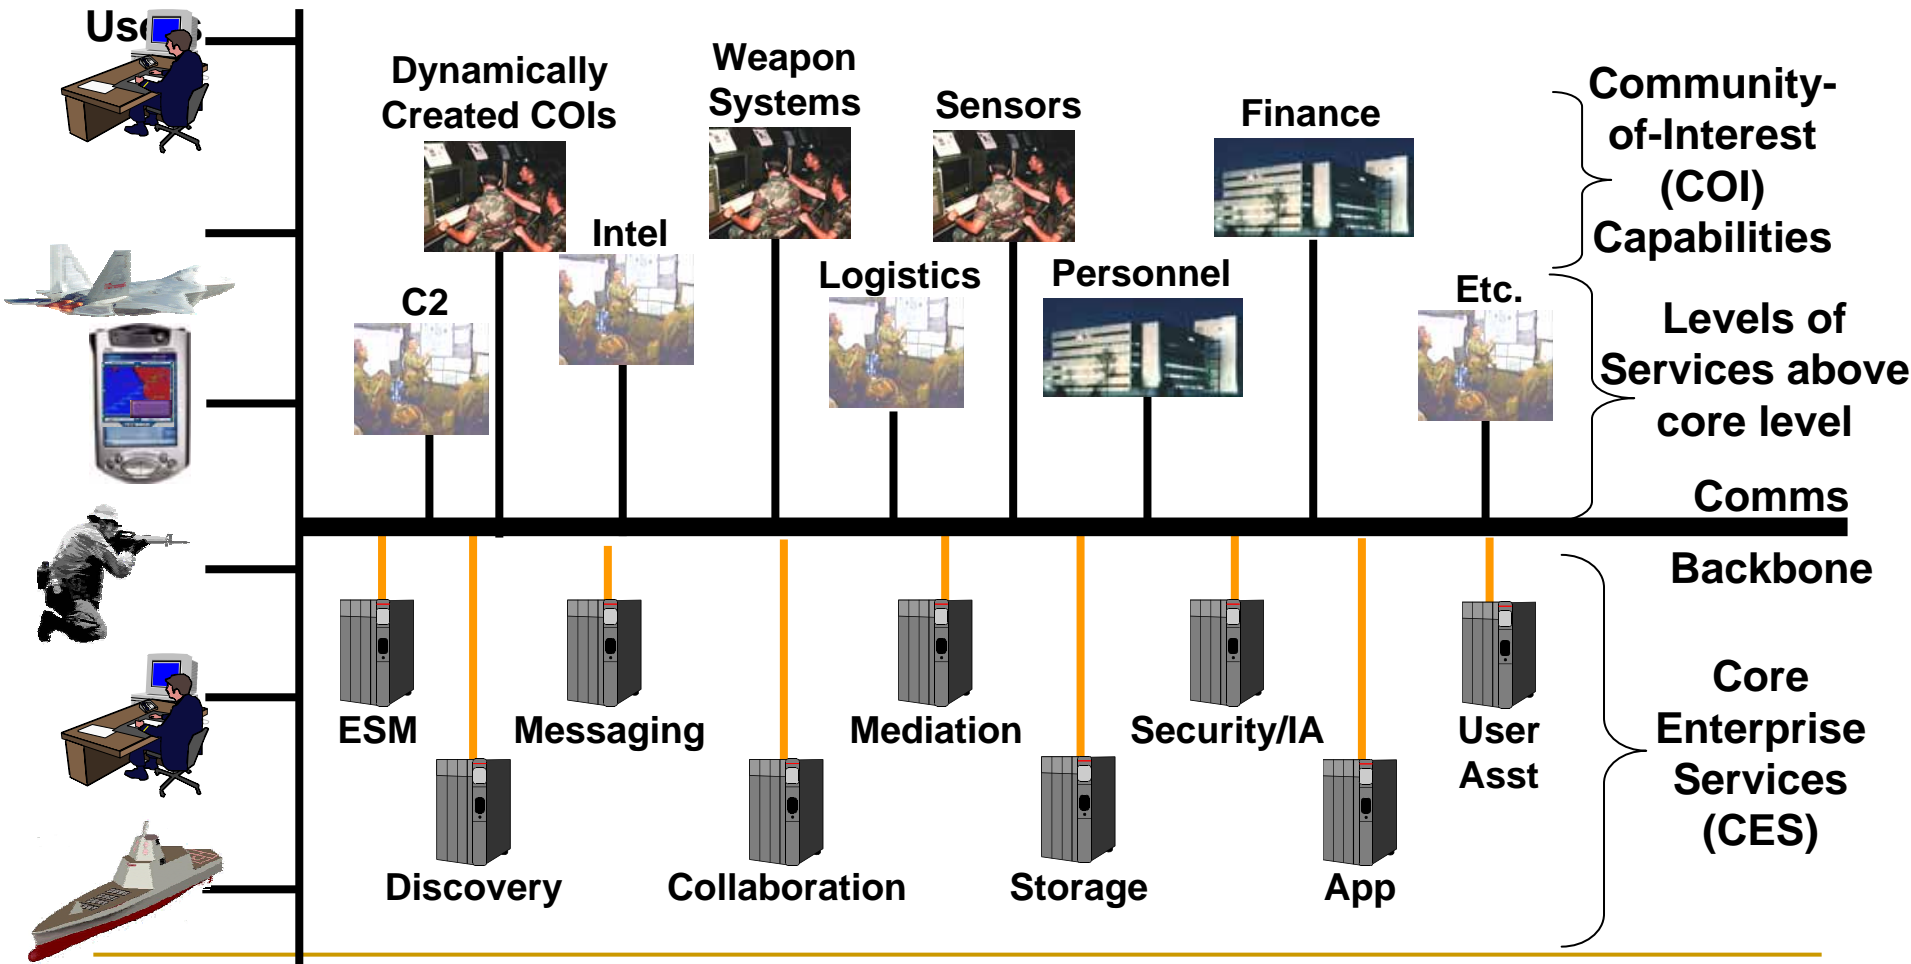 Users
Dynamically
Created COIs
Weapon
Systems
Sensors
Finance
Community-
of-Interest
(COI)
Capabilities
C2
Intel
Logistics
Personnel
Etc.
Levels of
Services above
core level
Comms
Backbone
ESM
Messaging
Mediation
Security/IA
User
Asst
Discovery
Collaboration
Storage
App
Core
Enterprise
Services
(CES)